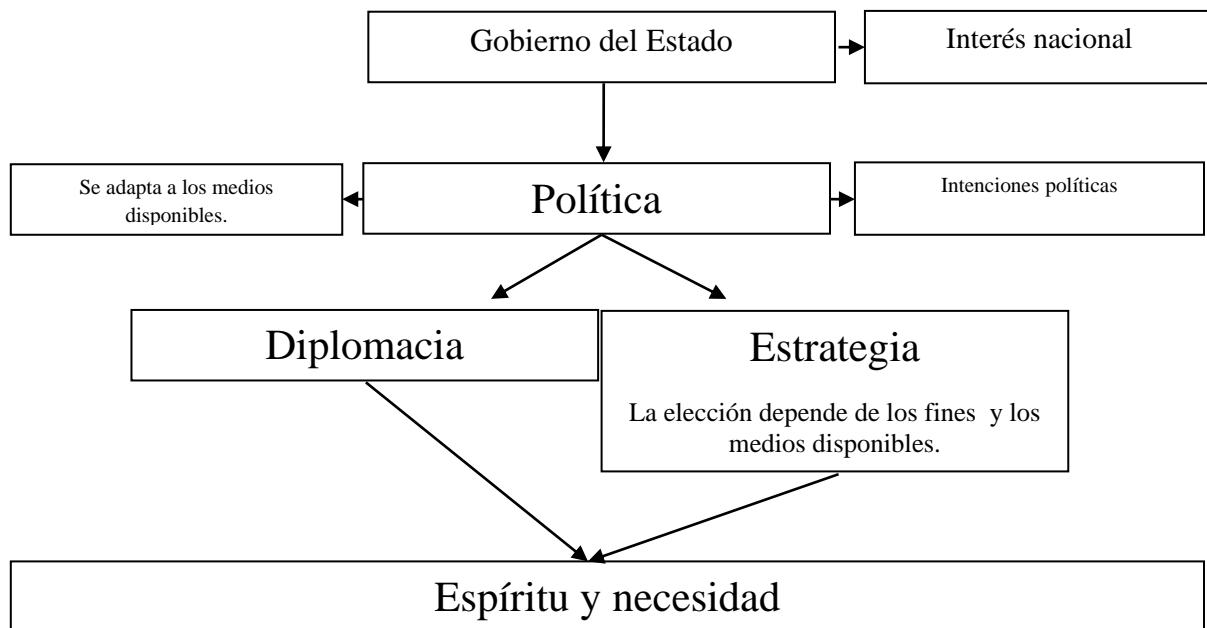 Gobierno del Estado
Interés nacional
Se adapta a los medios
disponibles.
Política
Intenciones políticas
Diplomacia
Estrategia
La elección depende de los fines  y los
medios disponibles.
Espíritu y necesidad